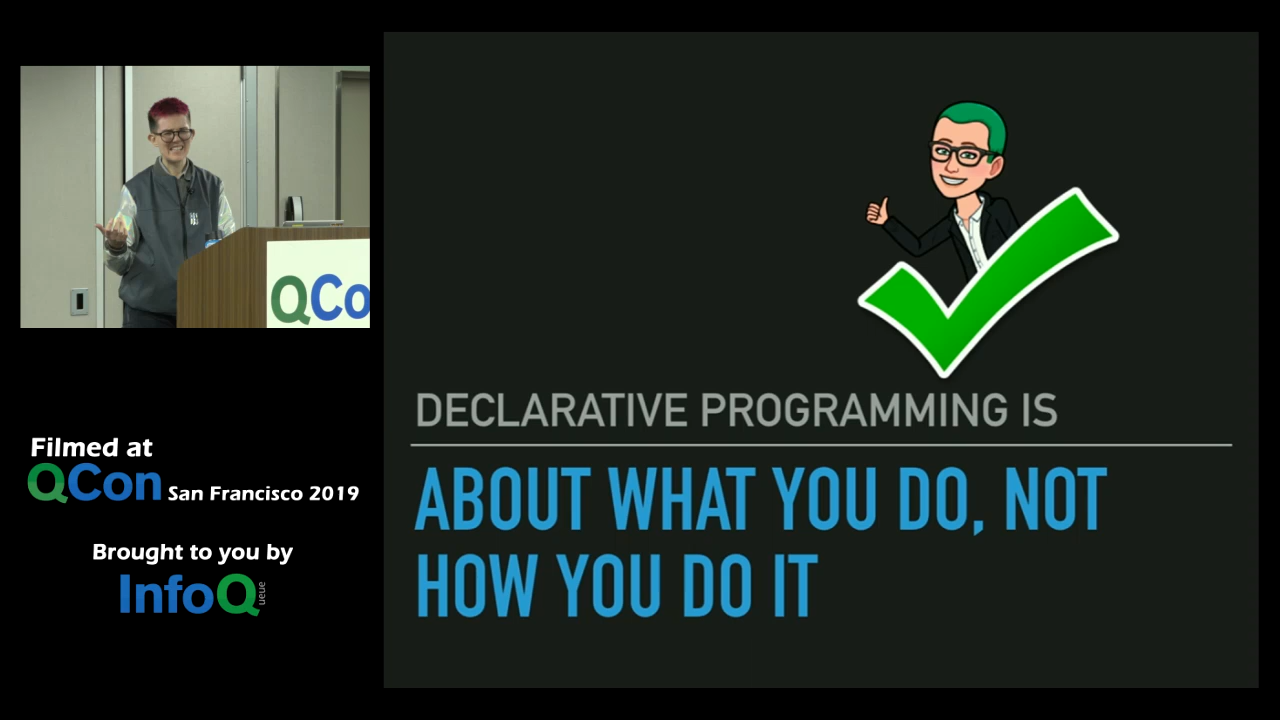 QCo
Filmed at
QCon San Francisco 2019
Brought to you by
InfoQ
ueue
DECLARATIVE PROGRAMMING IS
ABOUT WHAT YOU DO, NOT
HOW YOU DO IT